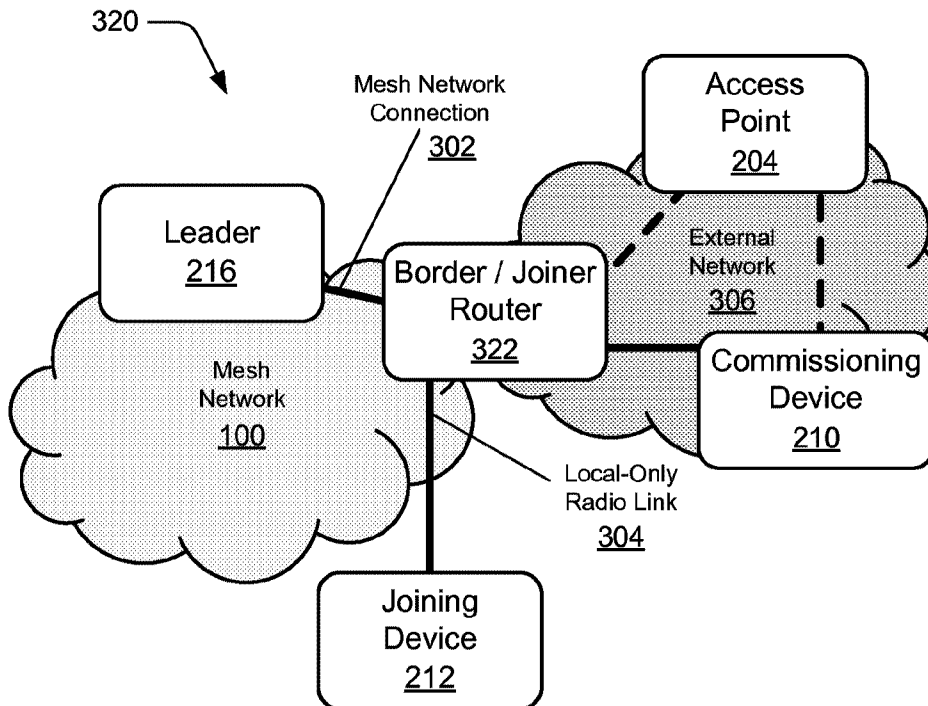 320
Mesh Network
Connection
302
Access
Point
204
Leader
216
Border / Joiner
Router
322
External
Network
306
Mesh
Network
100
Commissioning
Device
210
Local-Only
Radio Link
304
Joining
Device
212